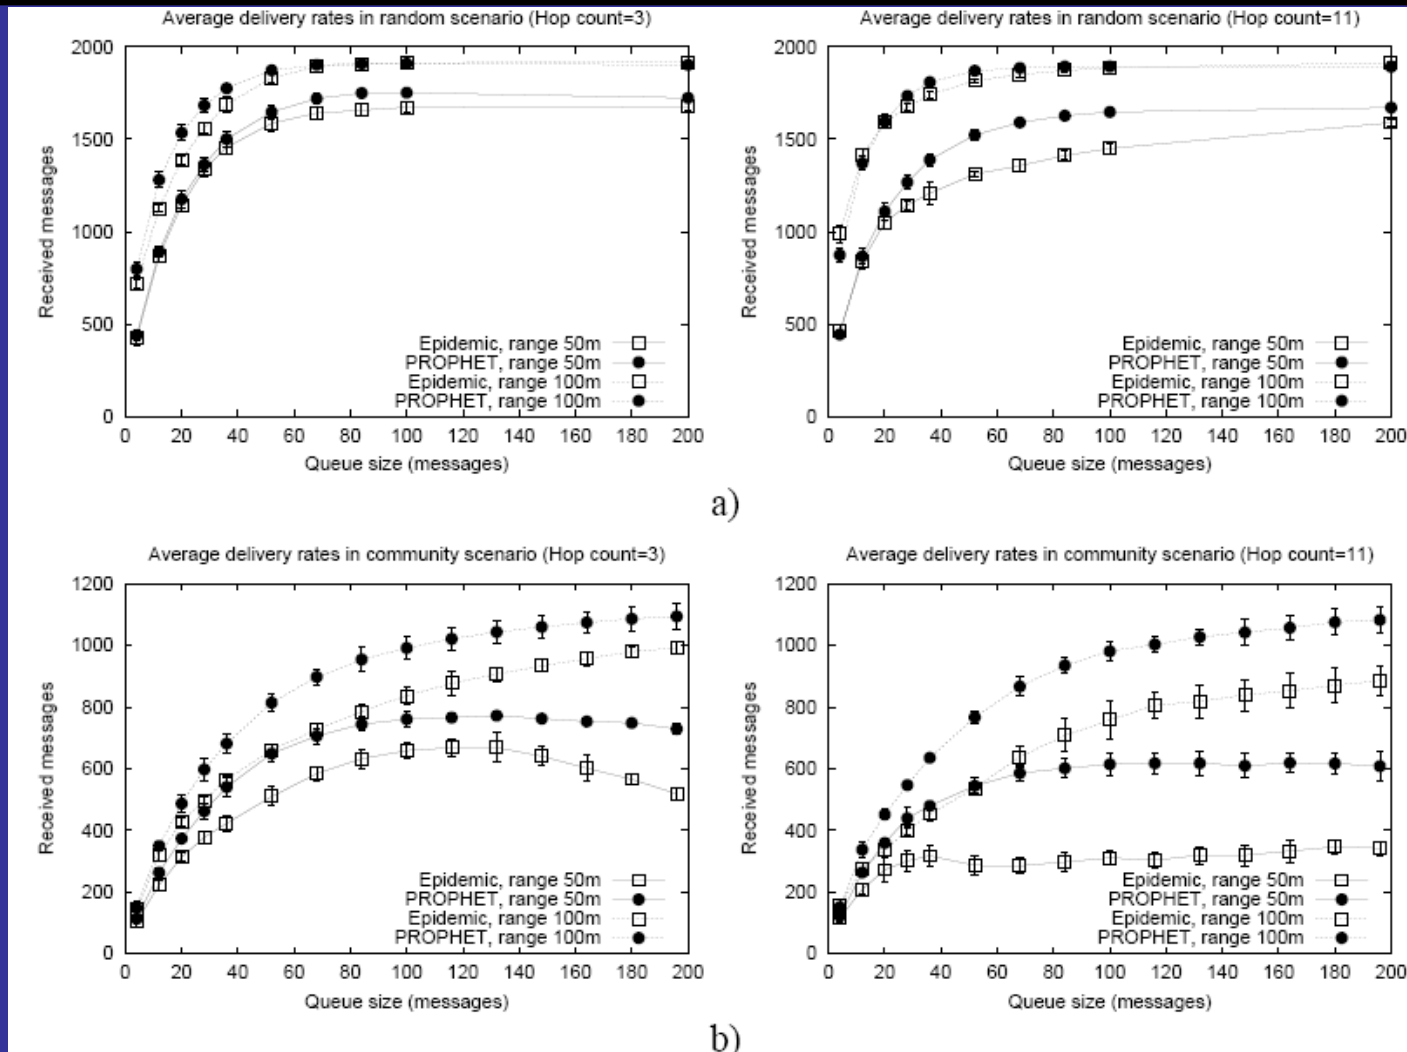 Average delivery rates in random scenario (Hop count=3)
2000
1500
1000
500
0
Received messages
Epidemic, range 50m
PROPHET, range 50m
Epidemic, range 100m
PROPHET, range 100m
0 20 40 60 80 100 120 140 160 180 200
Queue size (messages)
Average delivery rates in random scenario (Hop count=11)
2000
1500
1000
500
0
Received messages
Epidemic, range 50m
PROPHET, range 50m
Epidemic, range 100m
PROPHET, range 100m
0 20 40 60 80 100 120 140 160 180 200
Queue size (messages)
a)
Average delivery rates in community scenario (Hop count=3)
1200
1000
800
600
400
200
0
Received messages
Epidemic, range 50m
PROPHET, range 50m
Epidemic, range 100m
PROPHET, range 100m
0 20 40 60 80 100 120 140 160 180 200
Queue size (messages)
Average delivery rates in community scenario (Hop count=11)
1200
1000
800
600
400
200
0
Received messages
Epidemic, range 50m
PROPHET, range 50m
Epidemic, range 100m
PROPHET, range 100m
0 20 40 60 80 100 120 140 160 180 200
Queue size (messages)
b)